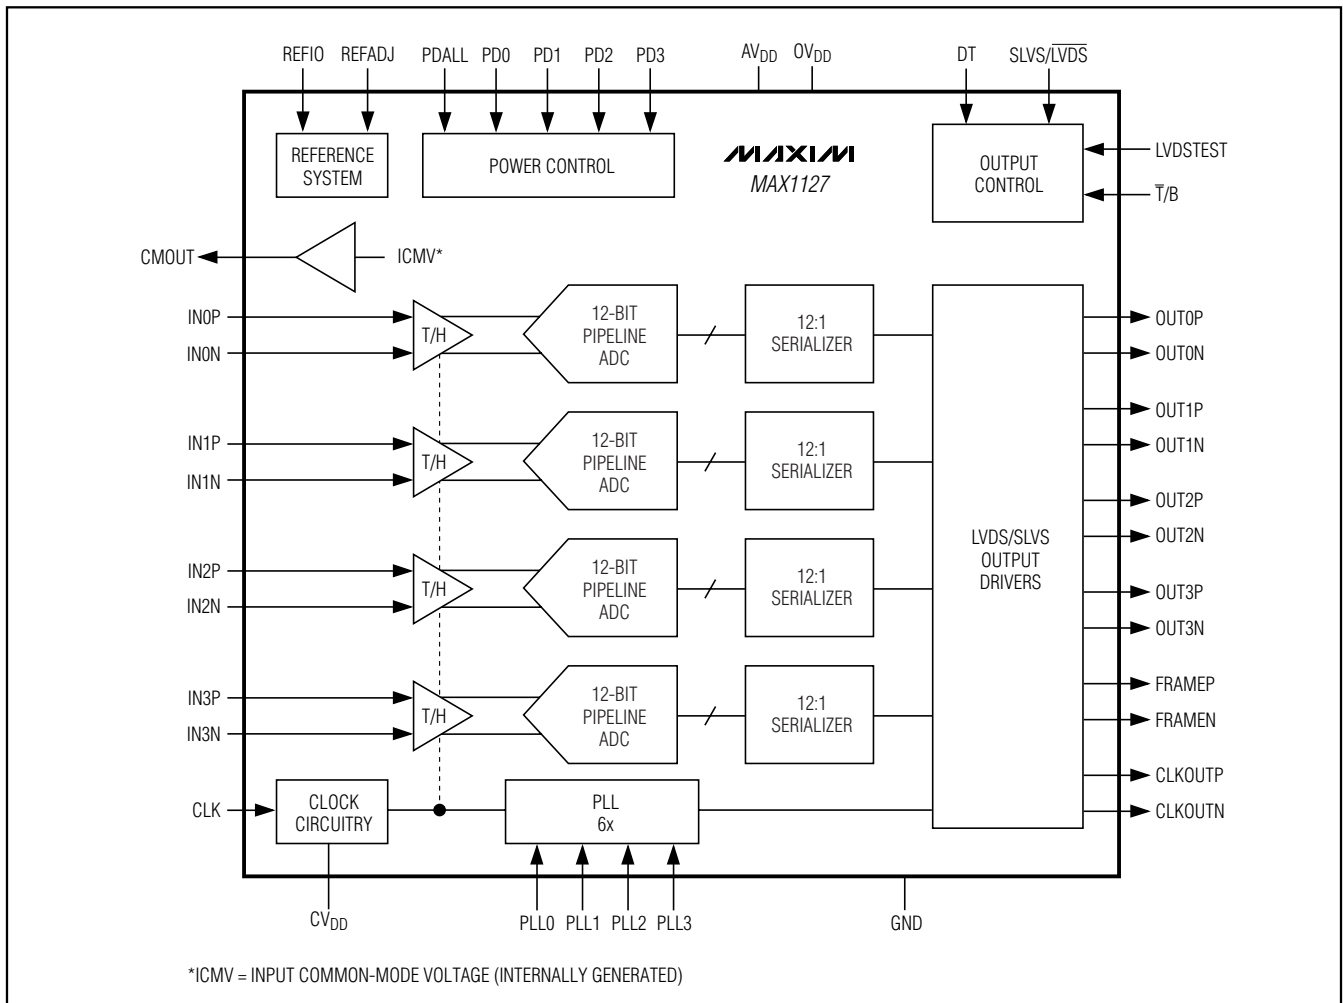 REFIO REFADJ PDALL PD0 PD1 PD2 PD3 AVDD OVDD DT SLVS/L̅V̅D̅S̅
REFERENCE
SYSTEM
POWER CONTROL
MAXIM
MAX1127
OUTPUT
CONTROL
LVDSTEST
T̅/B
CMOUT
ICMV*
IN0P
IN0N
T/H
12-BIT
PIPELINE
ADC
12:1
SERIALIZER
OUT0P
OUT0N
IN1P
IN1N
T/H
12-BIT
PIPELINE
ADC
12:1
SERIALIZER
OUT1P
OUT1N
IN2P
IN2N
T/H
12-BIT
PIPELINE
ADC
12:1
SERIALIZER
LVDS/SLVS
OUTPUT
DRIVERS
OUT2P
OUT2N
OUT3P
OUT3N
IN3P
IN3N
T/H
12-BIT
PIPELINE
ADC
12:1
SERIALIZER
FRAMEP
FRAMEN
CLK
CLOCK
CIRCUITRY
PLL
6x
CLKOUTP
CLKOUTN
CVDD
PLL0 PLL1 PLL2 PLL3
GND
*ICMV = INPUT COMMON-MODE VOLTAGE (INTERNALLY GENERATED)